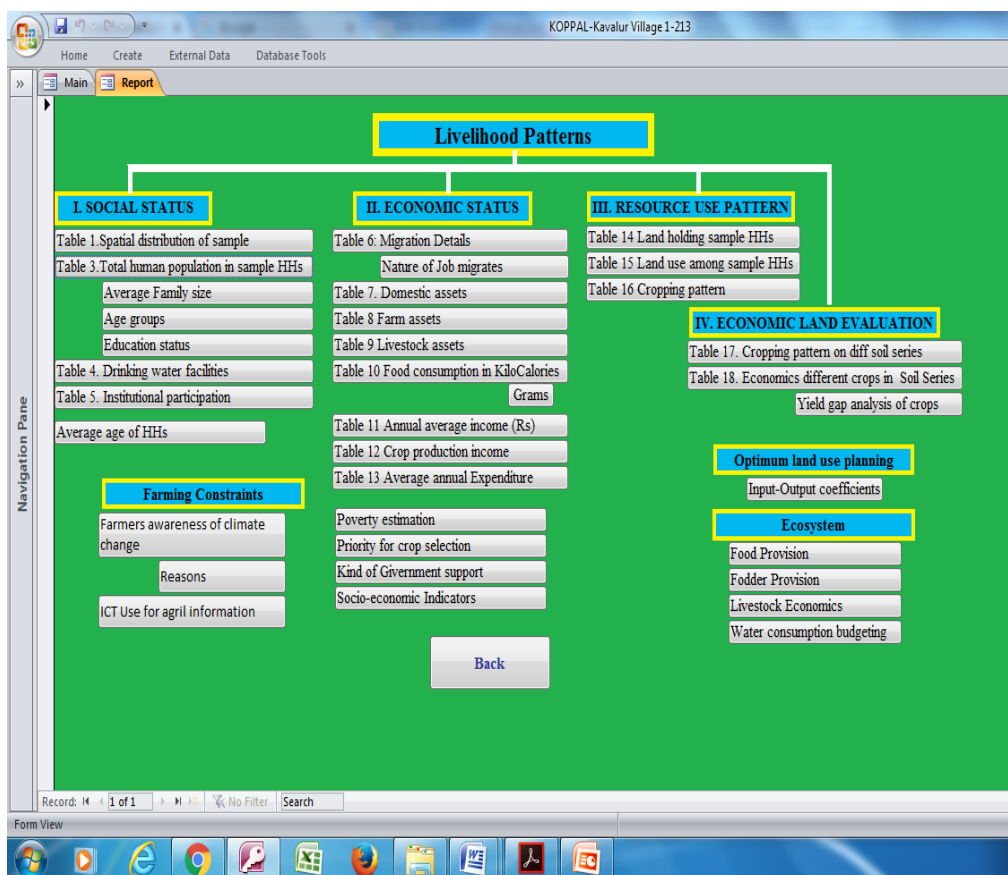 KOPPAL-Kavalur Village 1-213
Home Create External Data Database Tools
Main Report
Livelihood Patterns
I. SOCIAL STATUS
Table 1.Spatial distribution of sample
Table 3.Total human population in sample HHs
Average Family size
Age groups
Education status
Table 4. Drinking water facilities
Table 5. Institutional participation
Average age of HHs
Farming Constraints
Farmers awareness of climate
change
Reasons
ICT Use for agril information
II. ECONOMIC STATUS
Table 6: Migration Details
Nature of Job migrates
Table 7. Domestic assets
Table 8 Farm assets
Table 9 Livestock assets
Table 10 Food consumption in KiloCalories
Grams
Table 11 Annual average income (Rs)
Table 12 Crop production income
Table 13 Average annual Expenditure
Poverty estimation
Priority for crop selection
Kind of Givernment support
Socio-economic Indicators
Back
III. RESOURCE USE PATTERN
Table 14 Land holding sample HHs
Table 15 Land use among sample HHs
Table 16 Cropping pattern
IV. ECONOMIC LAND EVALUATION
Table 17. Cropping pattern on diff soil series
Table 18. Economics different crops in Soil Series
Yield gap analysis of crops
Optimum land use planning
Input-Output coefficients
Ecosystem
Food Provision
Fodder Provision
Livestock Economics
Water consumption budgeting
Navigation Pane
Record: 1 of 1 No Filter Search
Form View